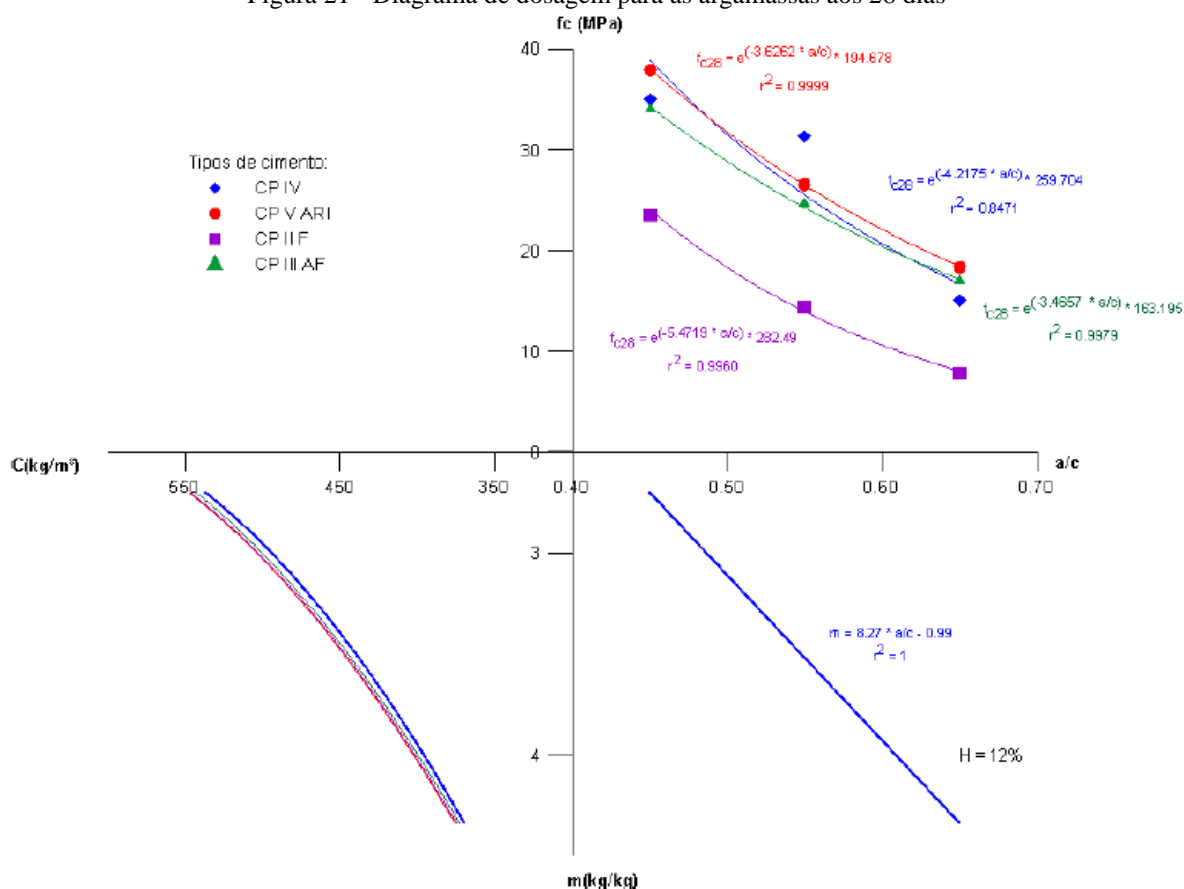 Figura 21 - Diagrama de dosagem para as argamassas aos 28 dias
fc (MPa)
40
30
20
10
0
f_c28 = e^(-3.6262 * a/c) * 194.678
r² = 0.9999
Tipos de cimento:
CP IV
CP V ARI
CP II F
CP III AF
f_c28 = e^(-4.2175 * a/c) * 259.704
r² = 0.8471
f_c28 = e^(-3.4657 * a/c) * 163.195
r² = 0.9979
f_c28 = e^(-5.4719 * a/c) * 282.49
r² = 0.9960
C(kg/m³)
a/c
550
450
350
0.40
0.50
0.60
0.70
3
m = 8.27 * a/c - 0.99
r² = 1
4
H = 12%
m(kg/kg)